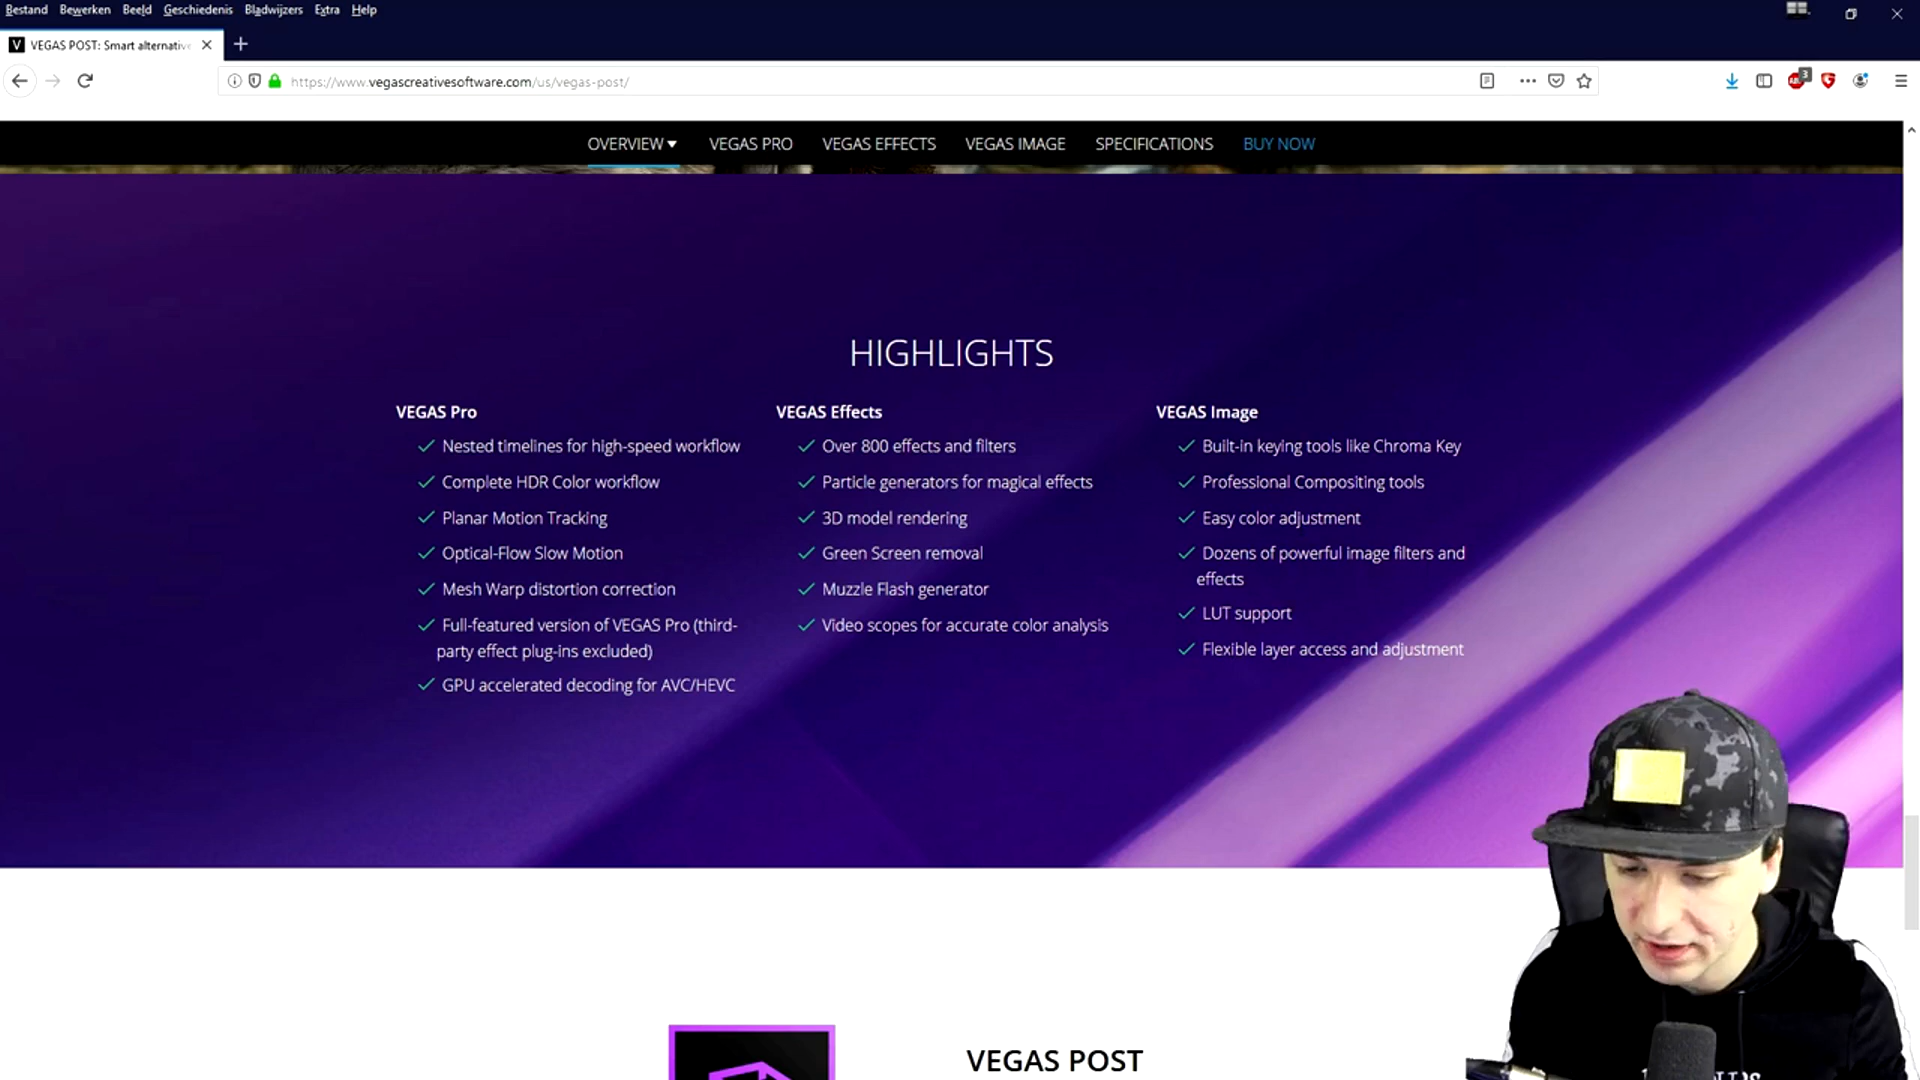 Bestand Bewerken Beeld Geschiedenis Bladwijzers Extra Help
V VEGAS POST: Smart alternative
https://www.vegascreativesoftware.com/us/vegas-post/
3
OVERVIEW VEGAS PRO VEGAS EFFECTS VEGAS IMAGE SPECIFICATIONS BUY NOW
HIGHLIGHTS
VEGAS Pro
Nested timelines for high-speed workflow
Complete HDR Color workflow
Planar Motion Tracking
Optical-Flow Slow Motion
Mesh Warp distortion correction
Full-featured version of VEGAS Pro (third-
party effect plug-ins excluded)
GPU accelerated decoding for AVC/HEVC
VEGAS Effects
Over 800 effects and filters
Particle generators for magical effects
3D model rendering
Green Screen removal
Muzzle Flash generator
Video scopes for accurate color analysis
VEGAS Image
Built-in keying tools like Chroma Key
Professional Compositing tools
Easy color adjustment
Dozens of powerful image filters and
effects
LUT support
Flexible layer access and adjustment
VEGAS POST